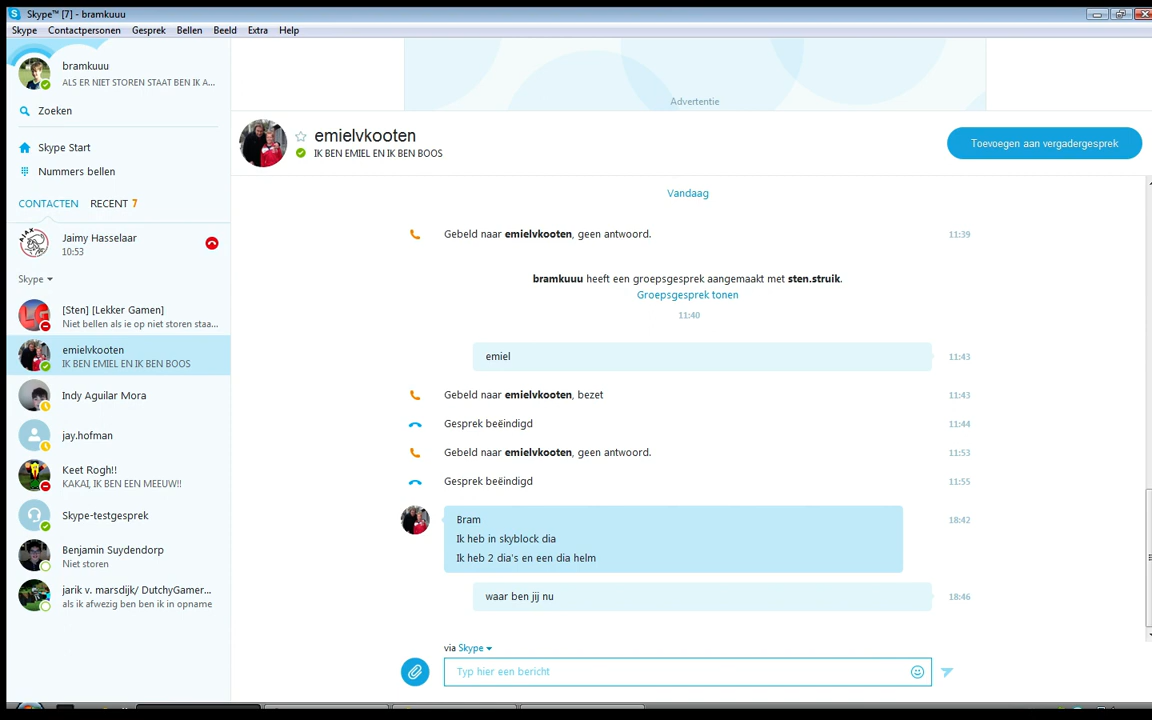 Skype™ [7] - bramkuuu
Skype Contactpersonen Gesprek Bellen Beeld Extra Help
bramkuuu
ALS ER NIET STOREN STAAT BEN IK A...
Zoeken
Skype Start
Nummers bellen
CONTACTEN RECENT 7
Jaimy Hasselaar
10:53
Skype
[Sten] [Lekker Gamen]
Niet bellen als ie op niet storen staa...
emielvkooten
IK BEN EMIEL EN IK BEN BOOS
Indy Aguilar Mora
jay.hofman
Keet Rogh!!
KAKAI, IK BEN EEN MEEUW!!
Skype-testgesprek
Benjamin Suydendorp
Niet storen
jarik v. marsdijk/ DutchyGamer...
als ik afwezig ben ben ik in opname
Advertentie
emielvkooten
IK BEN EMIEL EN IK BEN BOOS
Toevoegen aan vergadergesprek
Vandaag
Gebeld naar emielvkooten, geen antwoord. 11:39
bramkuuu heeft een groepsgesprek aangemaakt met sten.struik.
Groepsgesprek tonen
11:40
emiel 11:43
Gebeld naar emielvkooten, bezet 11:43
Gesprek beëindigd 11:44
Gebeld naar emielvkooten, geen antwoord. 11:53
Gesprek beëindigd 11:55
Bram 18:42
Ik heb in skyblock dia
Ik heb 2 dia's en een dia helm
waar ben jij nu 18:46
via Skype
Typ hier een bericht